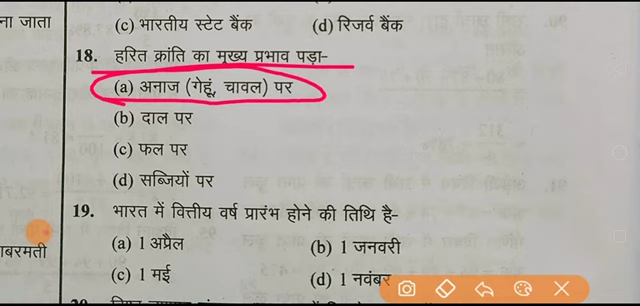 ना जाता
(c) भारतीय स्टेट बैंक (d) रिजर्व बैंक
18. हरित क्रांति का मुख्य प्रभाव पड़ा-
(a) अनाज (गेहूं, चावल) पर
(b) दाल पर
(c) फल पर
(d) सब्जियों पर
19. भारत में वित्तीय वर्ष प्रारंभ होने की तिथि है-
(a) 1 अप्रैल (b) 1 जनवरी
ाबरमती
(c) 1 मई (d) 1 नवंबर